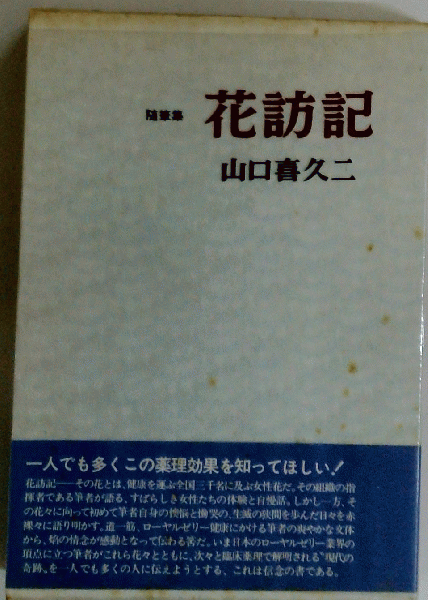 随筆集
花訪記
山口喜久二
一人でも多くこの薬理効果を知ってほしい！
花訪記――その花とは、健康を運ぶ全国三千名に及ぶ女性花だ。その組織の指
揮者である筆者が語る、すばらしき女性たちの体験と自慢話。しかし一方、そ
の花々に向って初めて筆者自身の懊悩と慟哭の、生滅の狭間を歩んだ日々を赤
裸々に語り明かす。道一筋、ローヤルゼリー健康にかける筆者の爽やかな文体
から、焰の情念が感動となって伝わる筈だ。いま日本のローヤルゼリー業界の
頂点に立つ筆者がこれら花々とともに、次々と臨床薬理で解明される“現代の
奇跡〟を一人でも多くの人に伝えようとする、これは信念の書である。